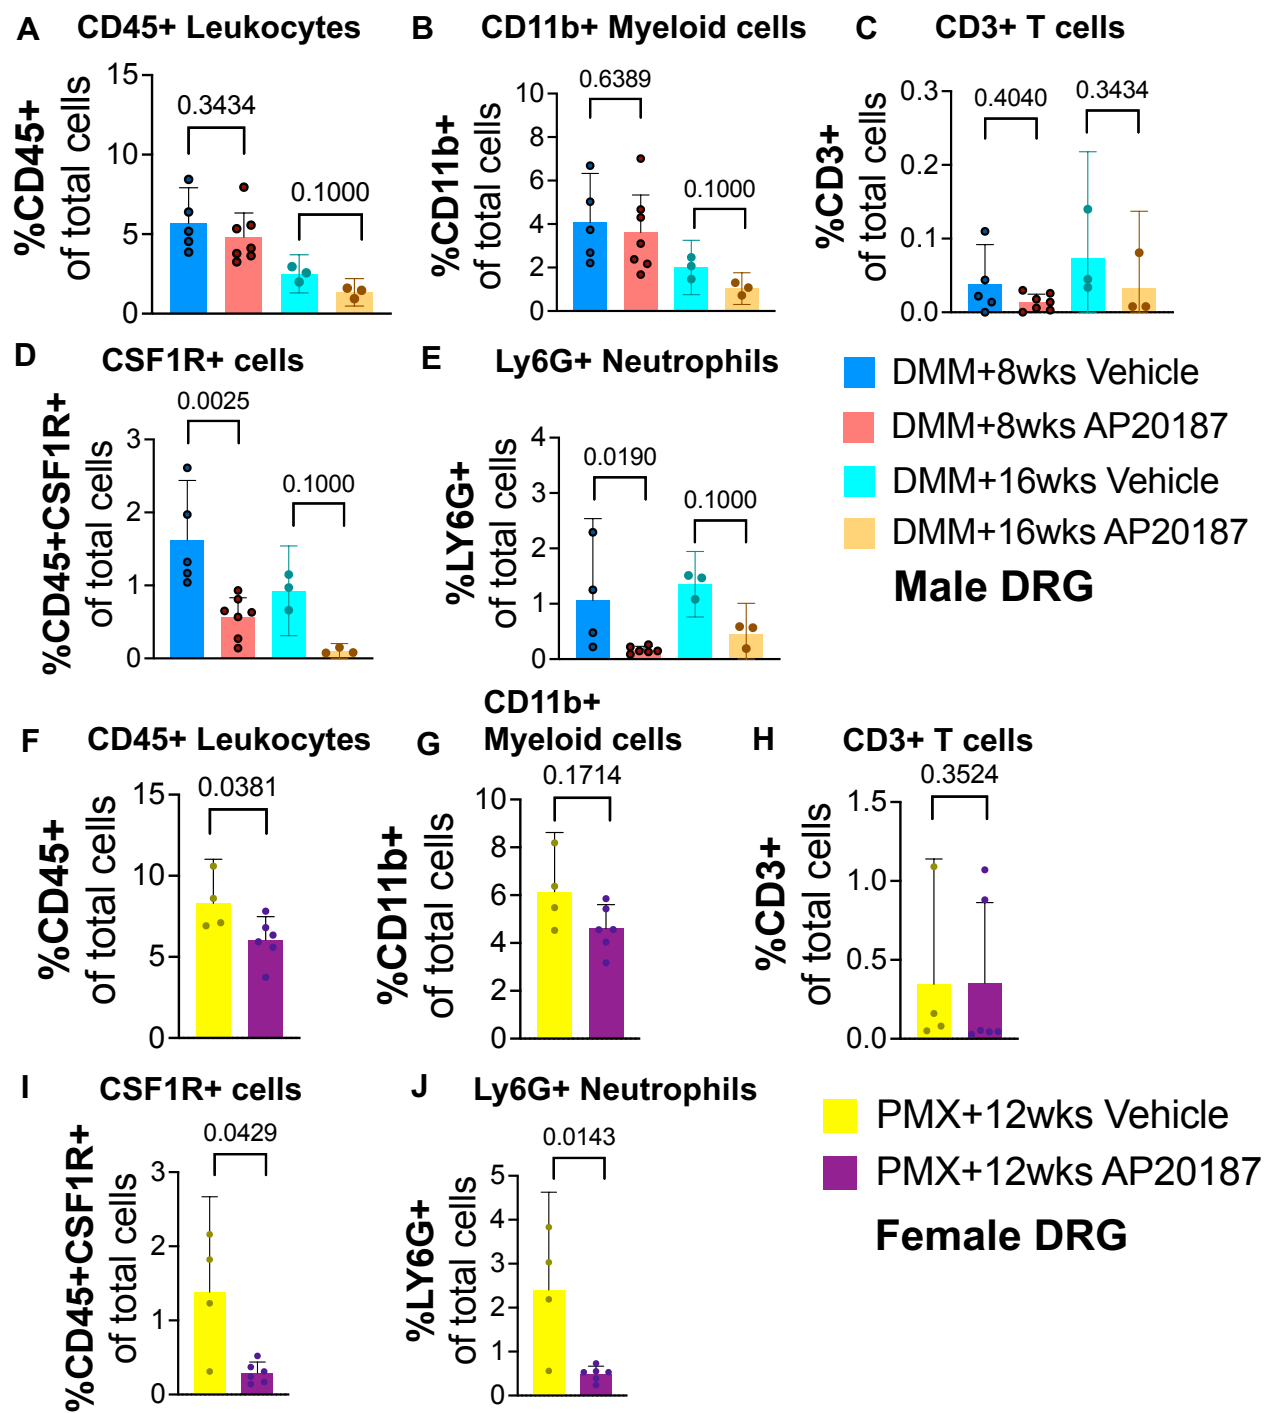 A CD45+ Leukocytes
%CD45+
of total cells
15
10
5
0
0.3434
0.1000
B CD11b+ Myeloid cells
%CD11b+
of total cells
10
8
6
4
2
0
0.6389
0.1000
C CD3+ T cells
%CD3+
of total cells
0.3
0.2
0.1
0.0
0.4040
0.3434
D CSF1R+ cells
%CD45+CSF1R+
of total cells
3
2
1
0
0.0025
0.1000
E Ly6G+ Neutrophils
%LY6G+
of total cells
4
3
2
1
0
0.0190
0.1000
DMM+8wks Vehicle
DMM+8wks AP20187
DMM+16wks Vehicle
DMM+16wks AP20187
Male DRG
F CD45+ Leukocytes
%CD45+
of total cells
15
10
5
0
0.0381
G CD11b+
Myeloid cells
%CD11b+
of total cells
10
8
6
4
2
0
0.1714
H CD3+ T cells
%CD3+
of total cells
1.5
1.0
0.5
0.0
0.3524
I CSF1R+ cells
%CD45+CSF1R+
of total cells
3
2
1
0
0.0429
J Ly6G+ Neutrophils
%LY6G+
of total cells
5
4
3
2
1
0
0.0143
PMX+12wks Vehicle
PMX+12wks AP20187
Female DRG